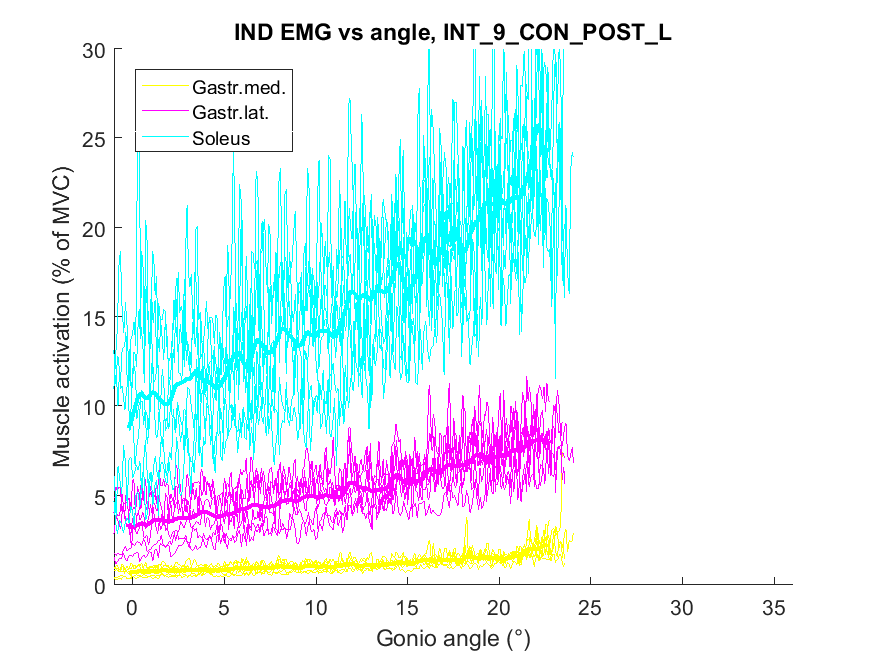 IND EMG vs angle, INT_9_CON_POST_L
30
25
20
15
10
5
0
Muscle activation (% of MVC)
Gastr.med.
Gastr.lat.
Soleus
0 5 10 15 20 25 30 35
Gonio angle (°)